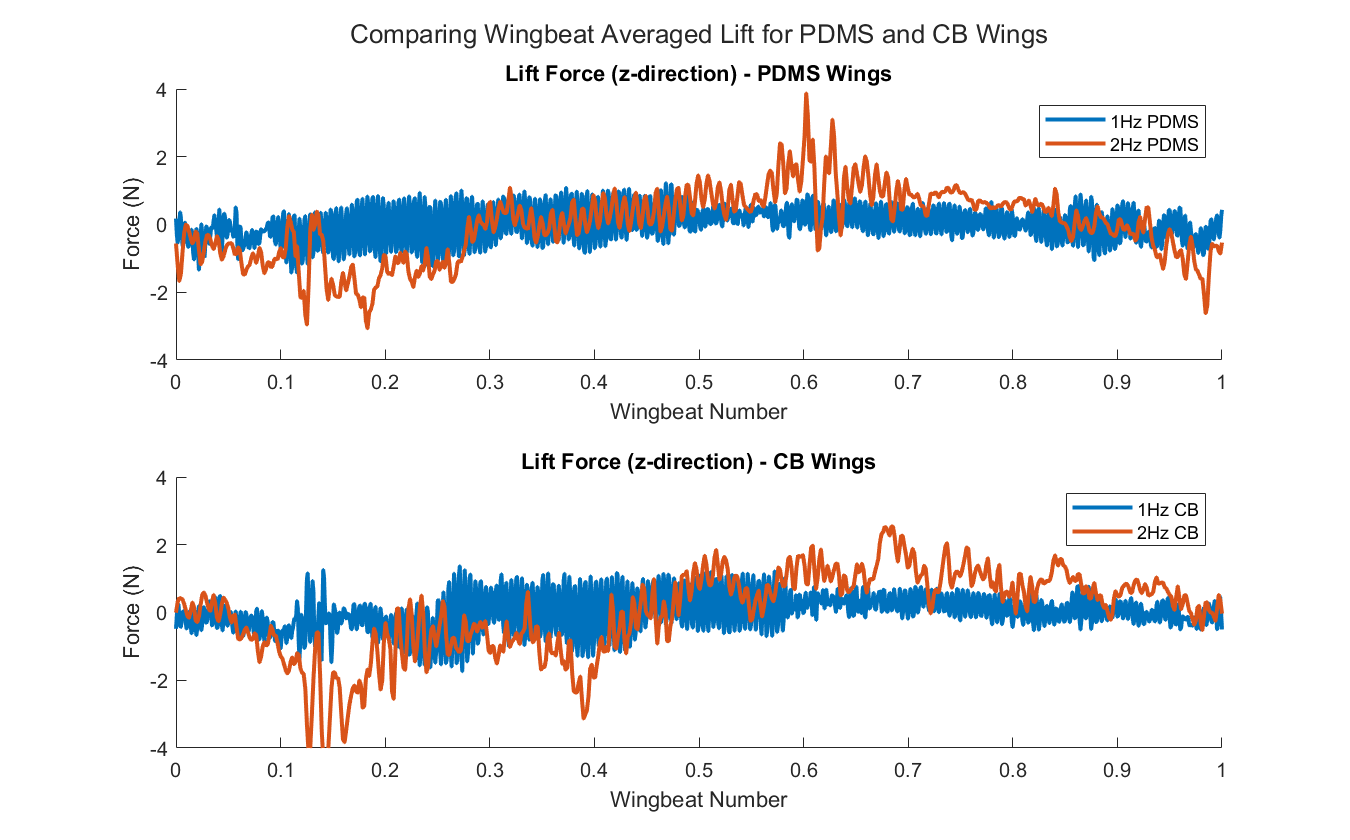 Comparing Wingbeat Averaged Lift for PDMS and CB Wings
Lift Force (z-direction) - PDMS Wings
4
2
0
-2
-4
Force (N)
1Hz PDMS
2Hz PDMS
0 0.1 0.2 0.3 0.4 0.5 0.6 0.7 0.8 0.9 1
Wingbeat Number
Lift Force (z-direction) - CB Wings
4
2
0
-2
-4
Force (N)
1Hz CB
2Hz CB
0 0.1 0.2 0.3 0.4 0.5 0.6 0.7 0.8 0.9 1
Wingbeat Number